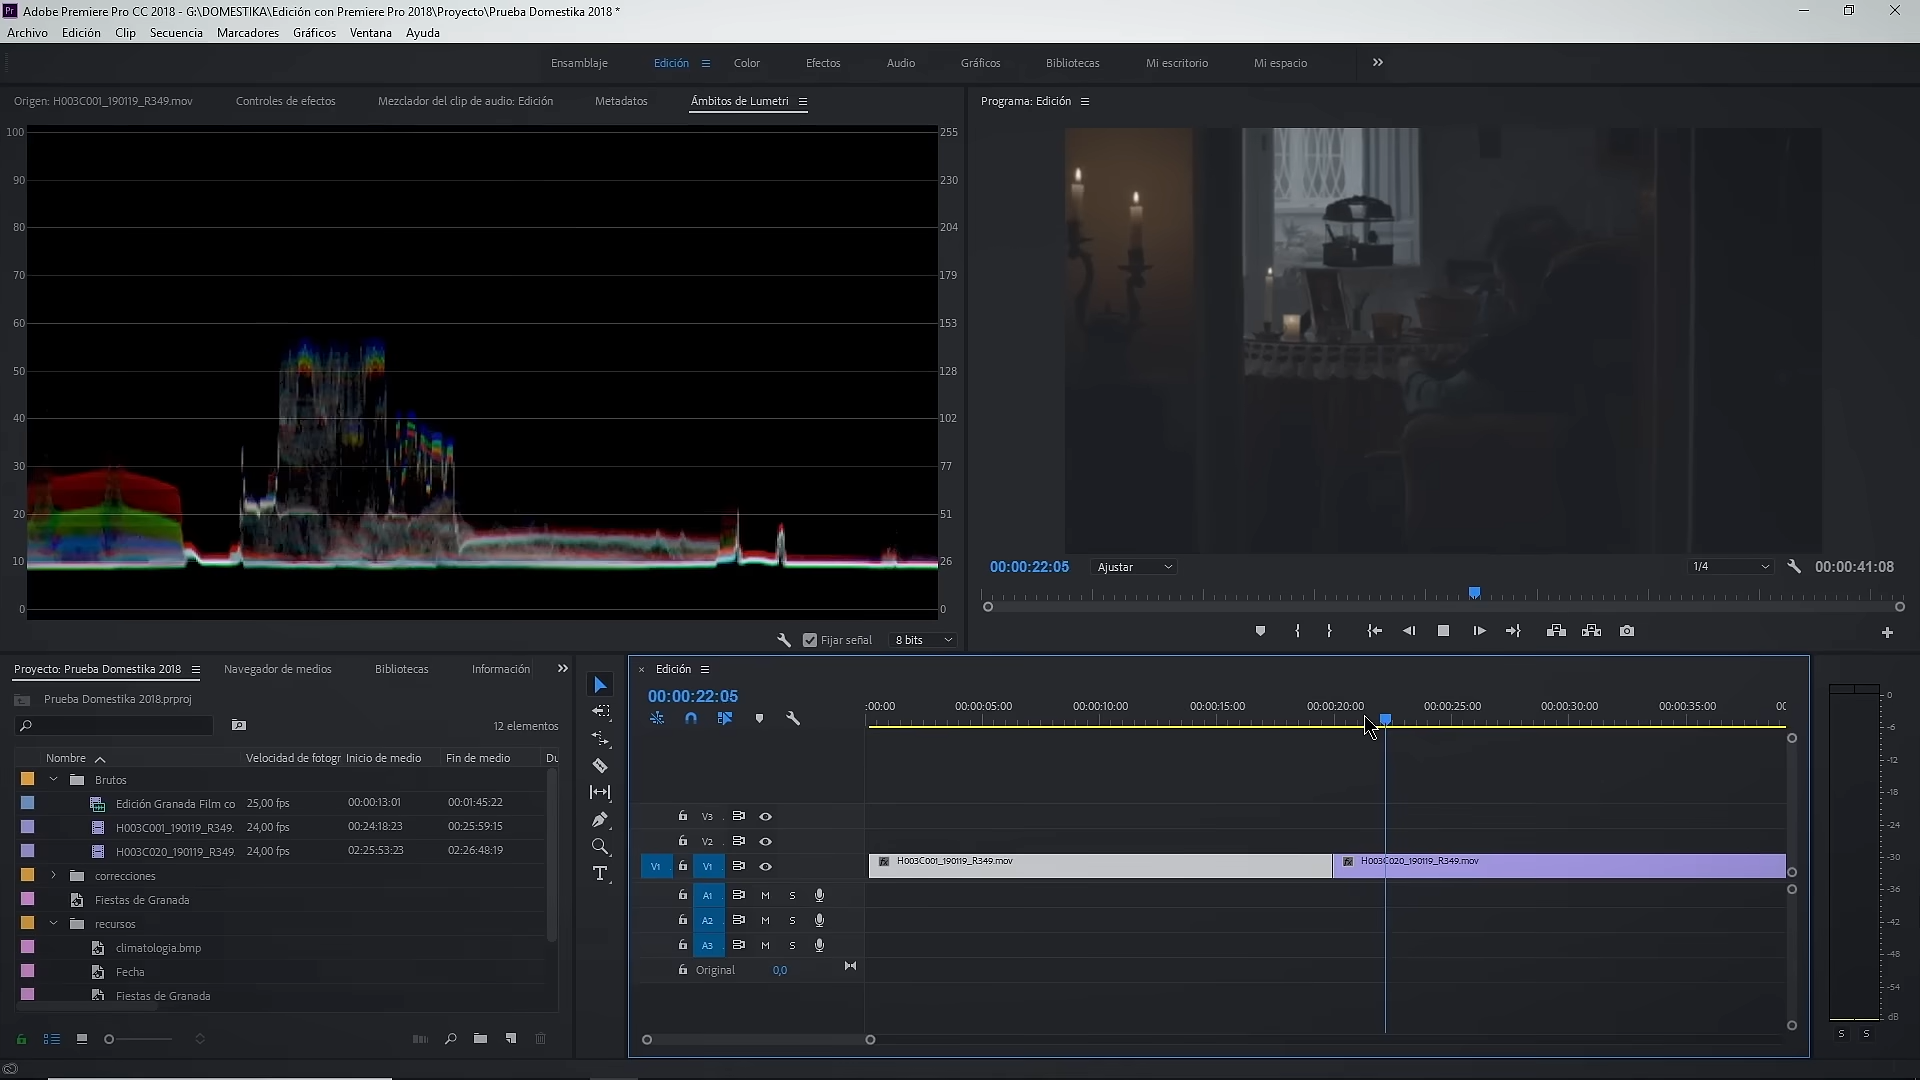 Pr Adobe Premiere Pro CC 2018 - G:\DOMESTIKA\Edición con Premiere Pro 2018\Proyecto\Prueba Domestika 2018 *
Archivo Edición Clip Secuencia Marcadores Gráficos Ventana Ayuda
Ensamblaje Edición Color Efectos Audio Gráficos Bibliotecas Mi escritorio Mi espacio
Origen: H003C001_190119_R349.mov Controles de efectos Mezclador del clip de audio: Edición Metadatos Ámbitos de Lumetri
Programa: Edición
100 255
90 230
80 204
70 179
60 153
50 128
40 102
30 77
20 51
10 26
0 0
Fijar señal 8 bits
00:00:22:05 Ajustar 1/4 00:00:41:08
Proyecto: Prueba Domestika 2018 Navegador de medios Bibliotecas Información
Prueba Domestika 2018.prproj
12 elementos
Nombre Velocidad de fotogr Inicio de medio Fin de medio Du
Brutos
Edición Granada Film co 25,00 fps 00:00:13:01 00:01:45:22
H003C001_190119_R349. 24,00 fps 00:24:18:23 00:25:59:15
H003C020_190119_R349. 24,00 fps 02:25:53:23 02:26:48:19
correcciones
Fiestas de Granada
recursos
climatologia.bmp
Fecha
Fiestas de Granada
T
× Edición
00:00:22:05
:00:00 00:00:05:00 00:00:10:00 00:00:15:00 00:00:20:00 00:00:25:00 00:00:30:00 00:00:35:00 00
V3
V2
V1 V1 H003C001_190119_R349.mov H003C020_190119_R349.mov
A1 M S
A2 M S
A3 M S
Original 0,0
0
-6
-12
-18
-24
-30
-36
-42
-48
-54
dB
S S